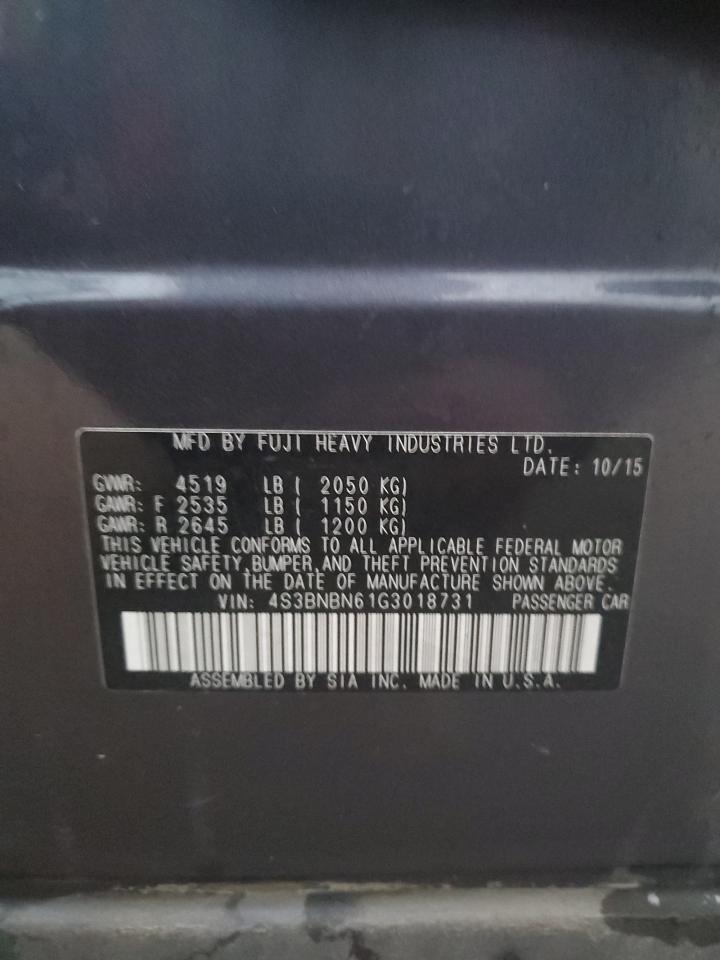 MFD BY FUJI HEAVY INDUSTRIES LTD.
DATE: 10/15
GVWR: 4519 LB ( 2050 KG)
GAWR: F 2535 LB ( 1150 KG)
GAWR: R 2645 LB ( 1200 KG)
THIS VEHICLE CONFORMS TO ALL APPLICABLE FEDERAL MOTOR
VEHICLE SAFETY,BUMPER,AND THEFT PREVENTION STANDARDS
IN EFFECT ON THE DATE OF MANUFACTURE SHOWN ABOVE.
VIN: 4S3BNBN61G3018731 PASSENGER CAR
ASSEMBLED BY SIA INC. MADE IN U.S.A.